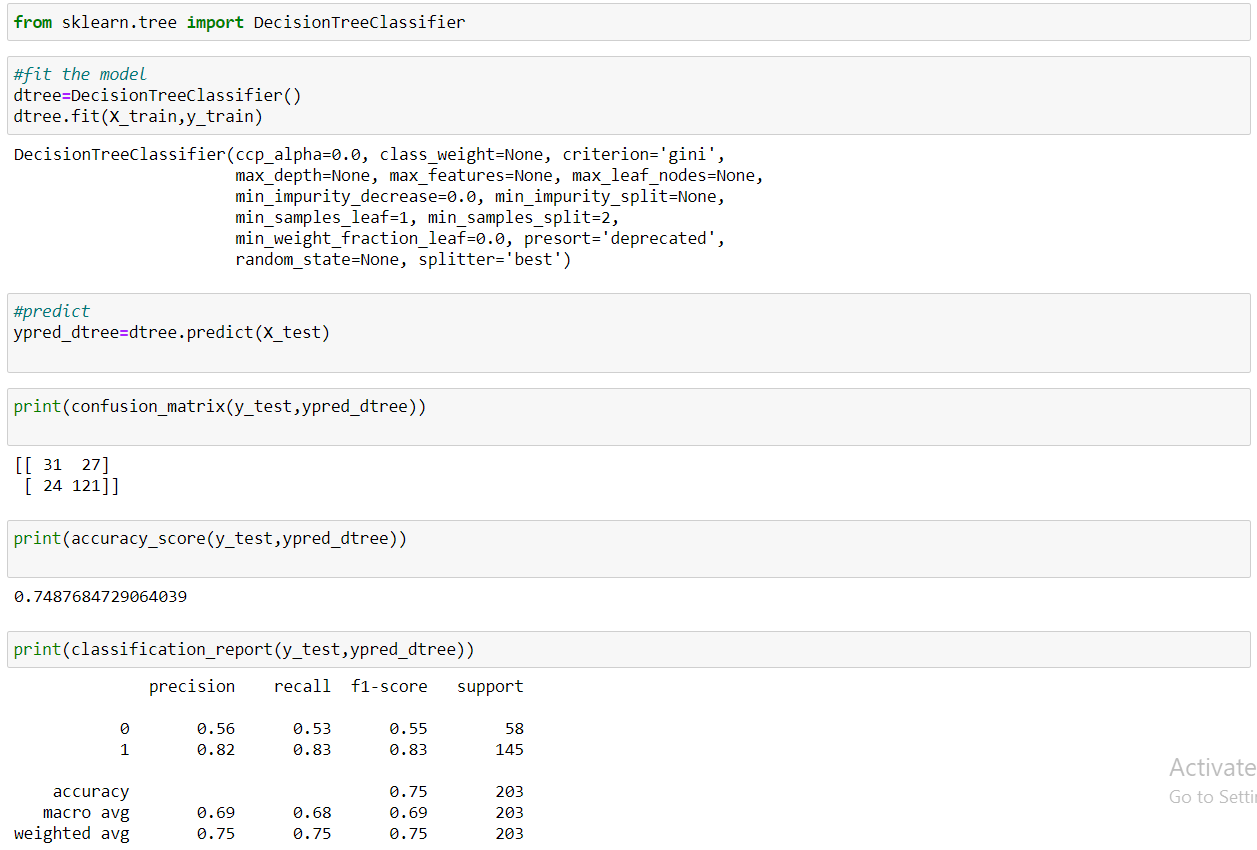 from sklearn.tree import DecisionTreeClassifier
#fit the model
dtree=DecisionTreeClassifier()
dtree.fit(X_train,y_train)
DecisionTreeClassifier(ccp_alpha=0.0, class_weight=None, criterion='gini',
                       max_depth=None, max_features=None, max_leaf_nodes=None,
                       min_impurity_decrease=0.0, min_impurity_split=None,
                       min_samples_leaf=1, min_samples_split=2,
                       min_weight_fraction_leaf=0.0, presort='deprecated',
                       random_state=None, splitter='best')
#predict
ypred_dtree=dtree.predict(X_test)
print(confusion_matrix(y_test,ypred_dtree))
[[ 31  27]
 [ 24 121]]
print(accuracy_score(y_test,ypred_dtree))
0.7487684729064039
print(classification_report(y_test,ypred_dtree))
              precision    recall  f1-score   support
           0       0.56      0.53      0.55        58
           1       0.82      0.83      0.83       145
    accuracy                           0.75       203
   macro avg       0.69      0.68      0.69       203
weighted avg       0.75      0.75      0.75       203
Activate
Go to Setti